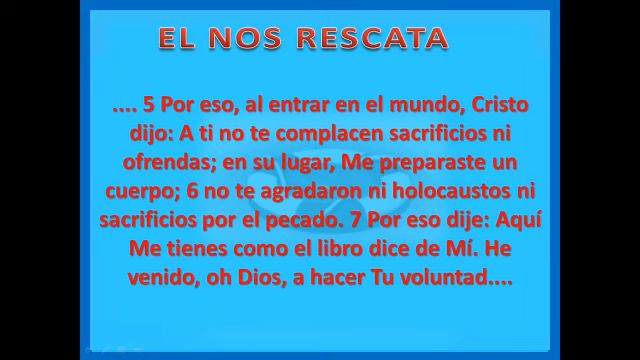 EL NOS RESCATA
.... 5 Por eso, al entrar en el mundo, Cristo
dijo: A ti no te complacen sacrificios ni
ofrendas; en su lugar, Me preparaste un
cuerpo; 6 no te agradaron ni holocaustos ni
sacrificios por el pecado. 7 Por eso dije: Aquí
Me tienes como el libro dice de Mí. He
venido, oh Dios, a hacer Tu voluntad....